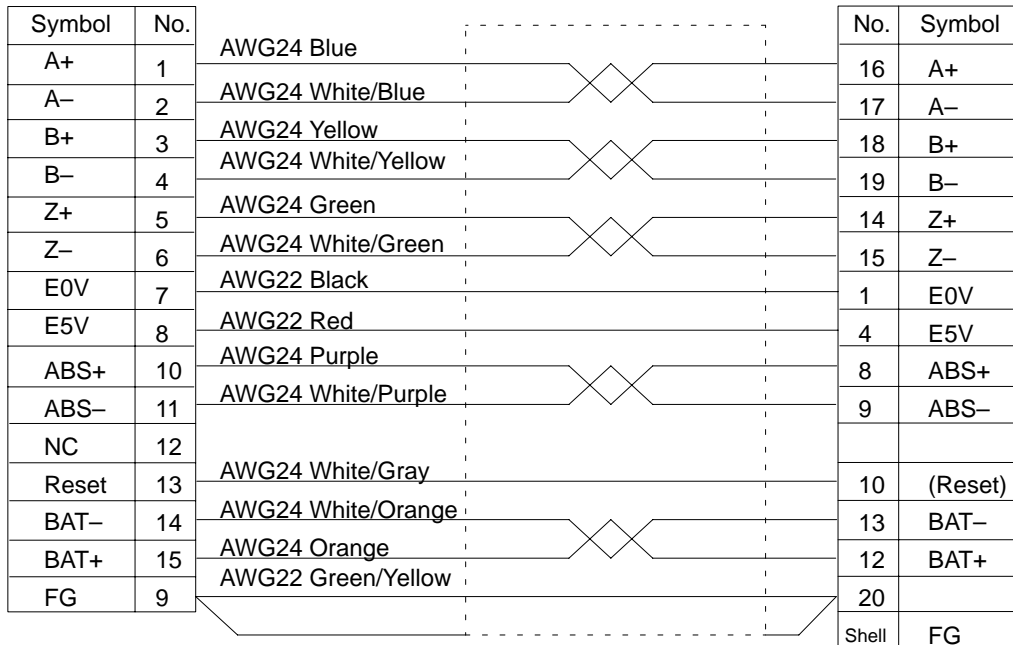 Symbol No. No. Symbol
A+ 1 AWG24 Blue 16 A+
A– 2 AWG24 White/Blue 17 A–
B+ 3 AWG24 Yellow 18 B+
B– 4 AWG24 White/Yellow 19 B–
Z+ 5 AWG24 Green 14 Z+
Z– 6 AWG24 White/Green 15 Z–
E0V 7 AWG22 Black 1 E0V
E5V 8 AWG22 Red 4 E5V
ABS+ 10 AWG24 Purple 8 ABS+
ABS– 11 AWG24 White/Purple 9 ABS–
NC 12
Reset 13 AWG24 White/Gray 10 (Reset)
BAT– 14 AWG24 White/Orange 13 BAT–
BAT+ 15 AWG24 Orange 12 BAT+
FG 9 AWG22 Green/Yellow 20
Shell FG